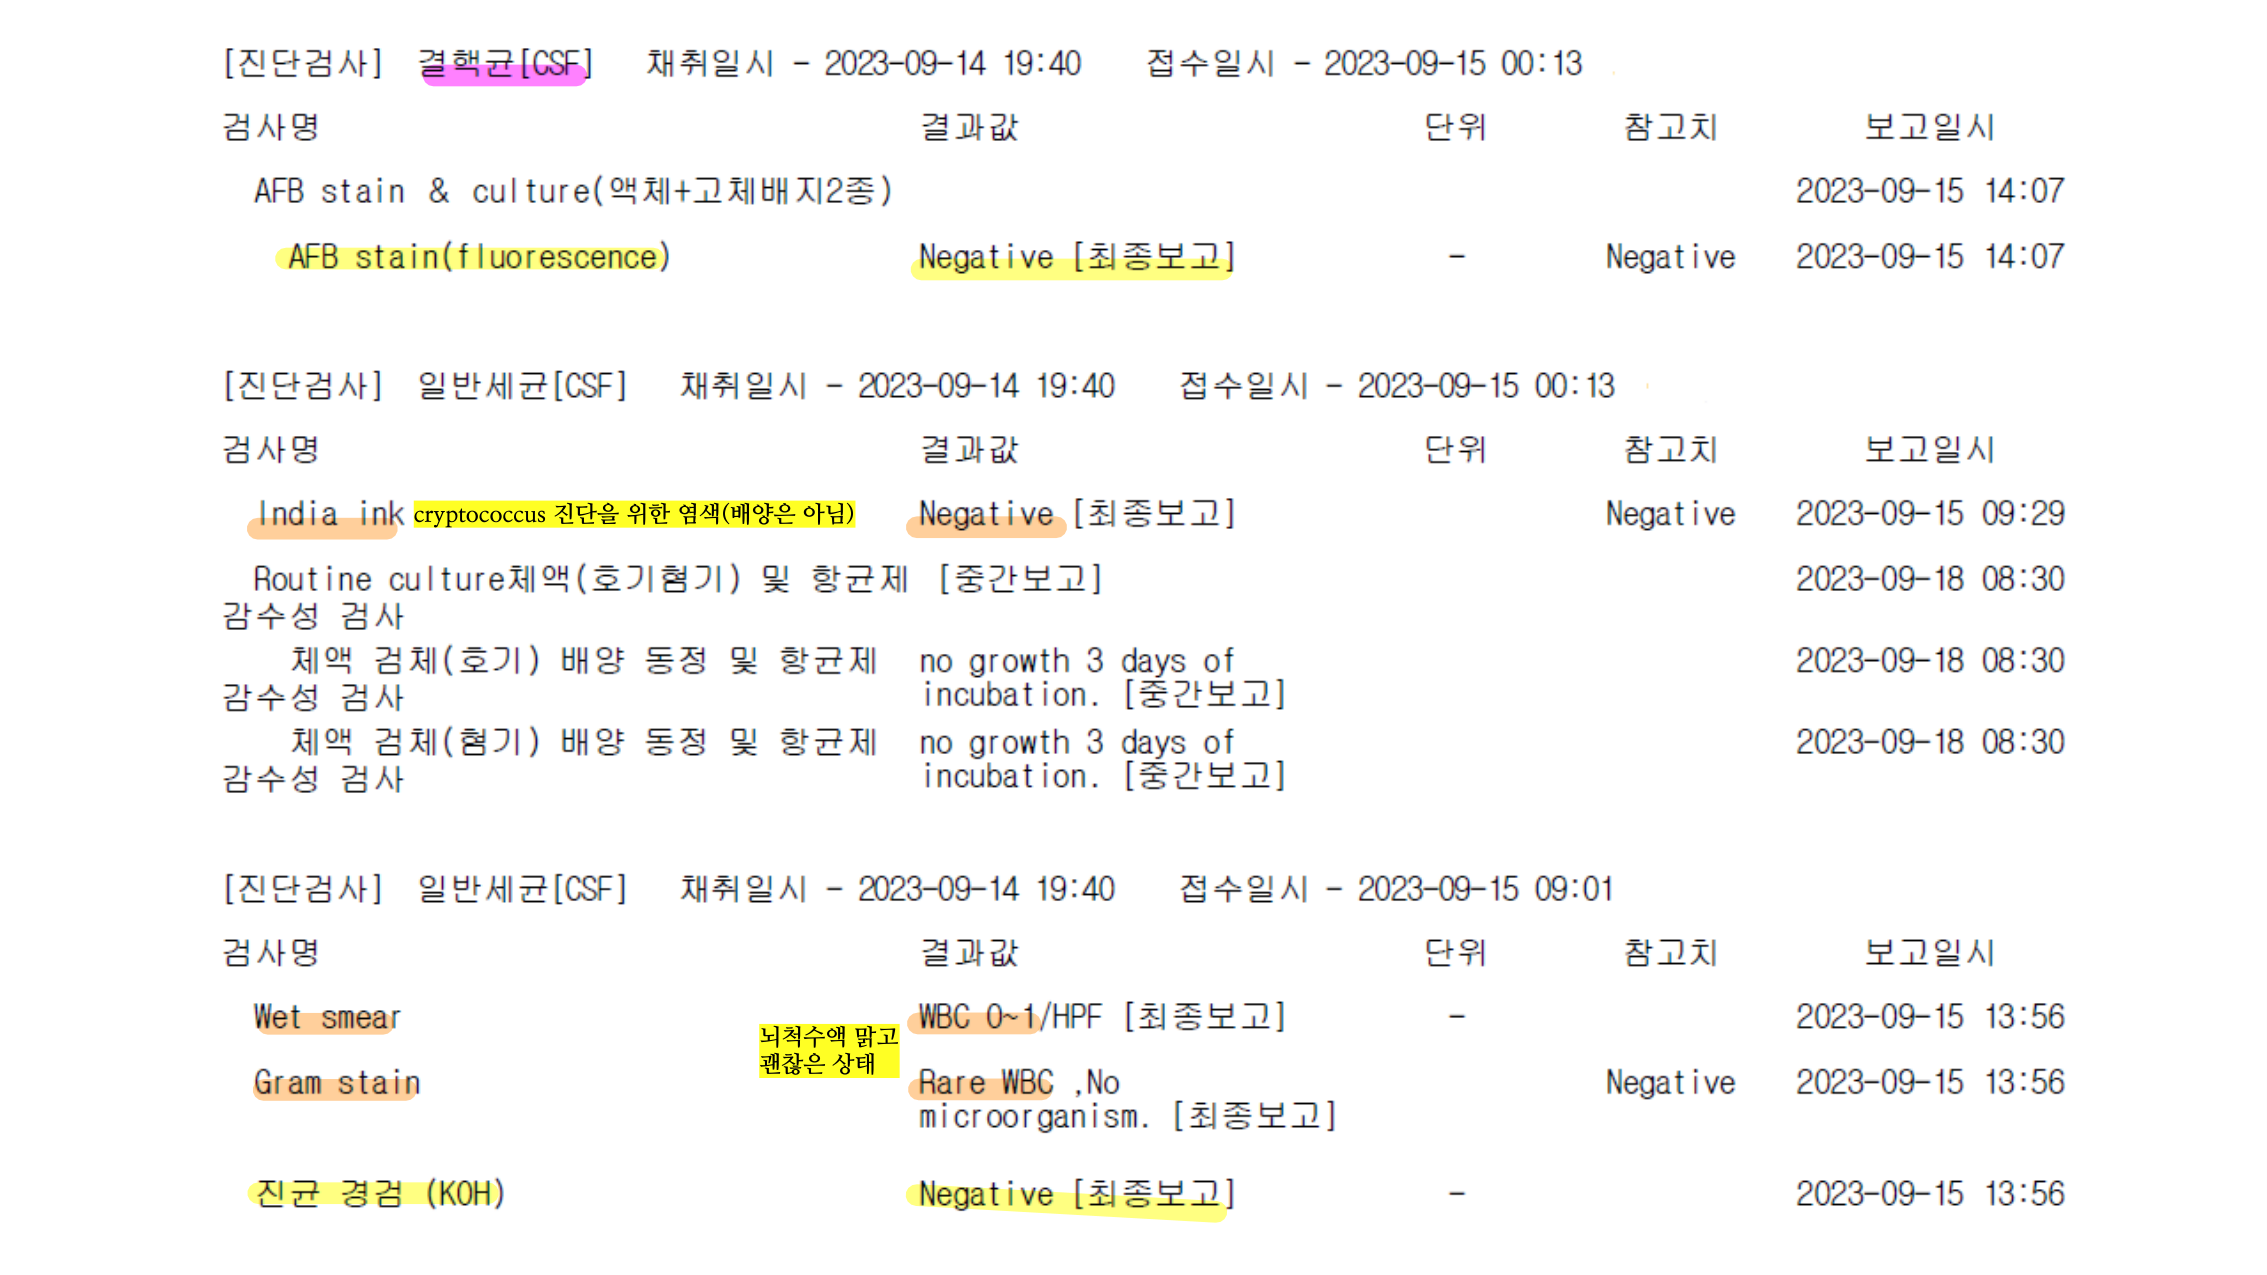 [진단검사] 결핵균[CSF] 채취일시 - 2023-09-14 19:40 접수일시 - 2023-09-15 00:13
검사명 결과값 단위 참고치 보고일시
AFB stain & culture(액체+고체배지2종) 2023-09-15 14:07
AFB stain(fluorescence) Negative [최종보고] - Negative 2023-09-15 14:07
[진단검사] 일반세균[CSF] 채취일시 - 2023-09-14 19:40 접수일시 - 2023-09-15 00:13
검사명 결과값 단위 참고치 보고일시
India ink cryptococcus 진단을 위한 염색(배양은 아님) Negative [최종보고] Negative 2023-09-15 09:29
Routine culture체액(호기혐기) 및 항균제 [중간보고] 2023-09-18 08:30
감수성 검사
체액 검체(호기) 배양 동정 및 항균제 no growth 3 days of 2023-09-18 08:30
감수성 검사 incubation. [중간보고]
체액 검체(혐기) 배양 동정 및 항균제 no growth 3 days of 2023-09-18 08:30
감수성 검사 incubation. [중간보고]
[진단검사] 일반세균[CSF] 채취일시 - 2023-09-14 19:40 접수일시 - 2023-09-15 09:01
검사명 결과값 단위 참고치 보고일시
Wet smear WBC 0~1/HPF [최종보고] - 2023-09-15 13:56
뇌척수액 맑고
괜찮은 상태
Gram stain Rare WBC ,No Negative 2023-09-15 13:56
microorganism. [최종보고]
진균 경검 (KOH) Negative [최종보고] - 2023-09-15 13:56